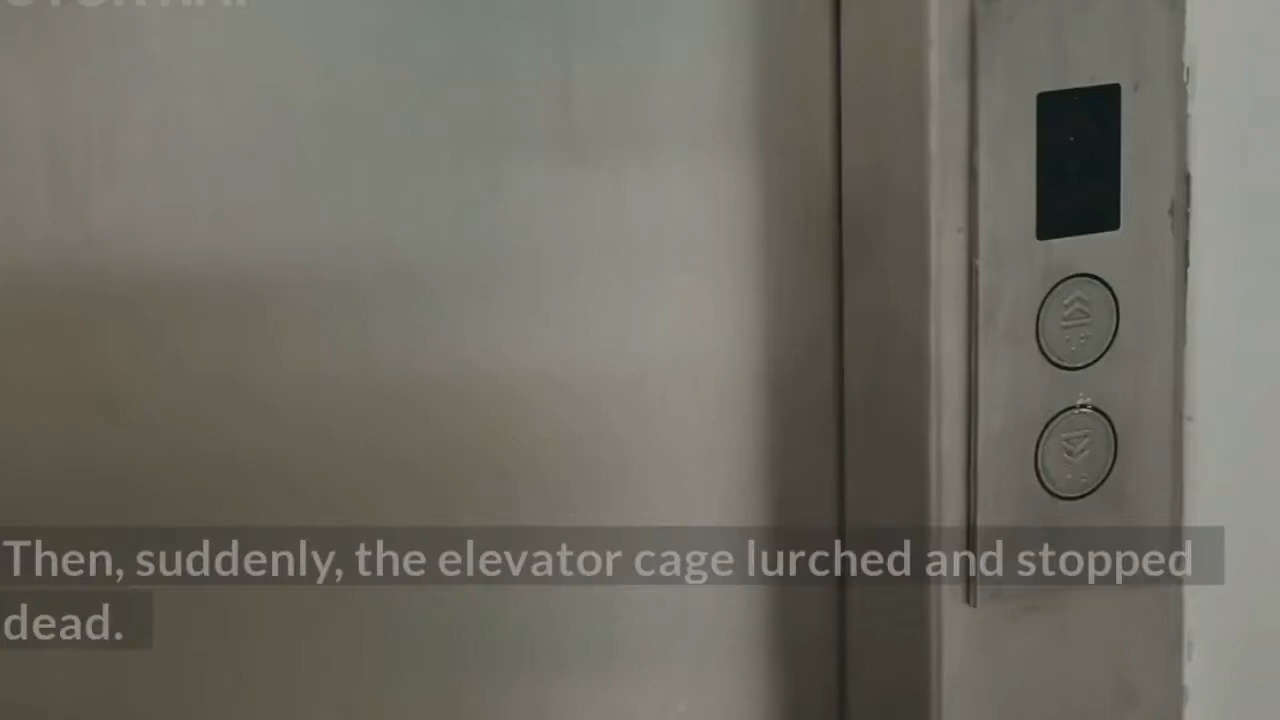 Then, suddenly, the elevator cage lurched and stopped
dead.